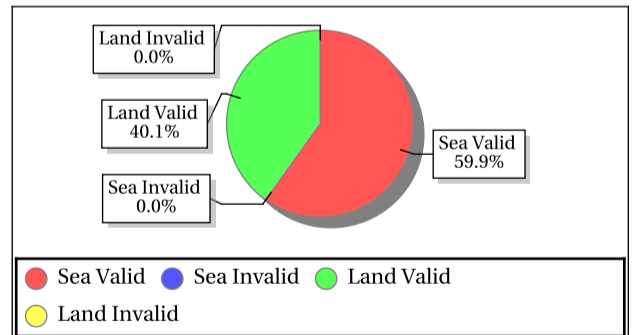 Land Invalid
0.0%
Land Valid
40.1%
Sea Valid
59.9%
Sea Invalid
0.0%
Sea Valid Sea Invalid Land Valid
Land Invalid